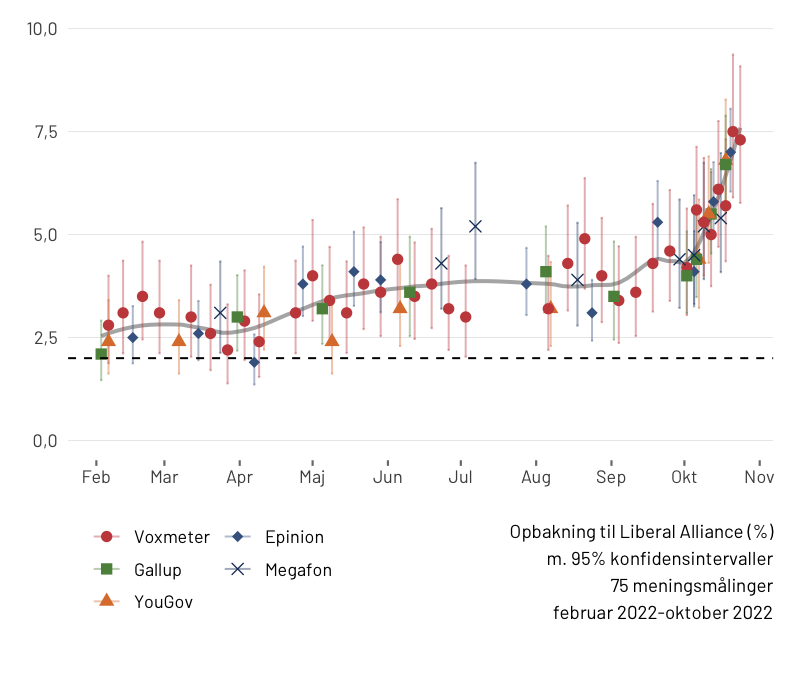 10,0
7,5
5,0
2,5
0,0
Feb Mar Apr Maj Jun Jul Aug Sep Okt Nov
Voxmeter Epinion
Gallup Megafon
YouGov
Opbakning til Liberal Alliance (%)
m. 95% konfidensintervaller
75 meningsmålinger
februar 2022-oktober 2022